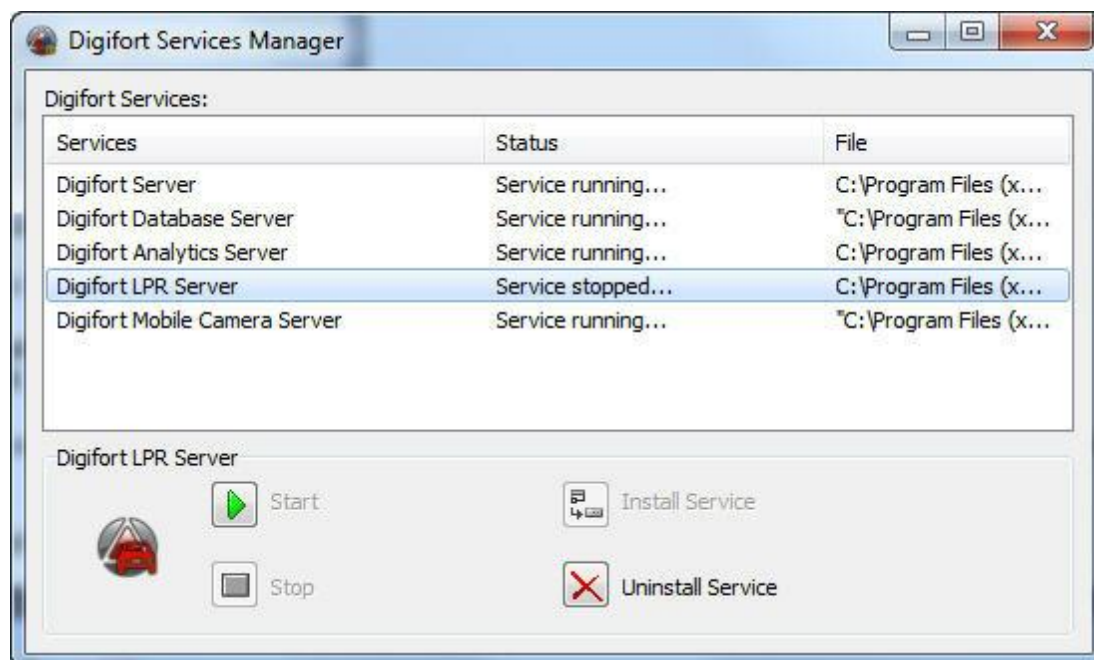 Digifort Services Manager
Digifort Services:
Services Status File
Digifort Server Service running... C:\Program Files (x...
Digifort Database Server Service running... "C:\Program Files (x...
Digifort Analytics Server Service running... C:\Program Files (x...
Digifort LPR Server Service stopped... C:\Program Files (x...
Digifort Mobile Camera Server Service running... "C:\Program Files (x...
Digifort LPR Server
Start Install Service
Stop Uninstall Service